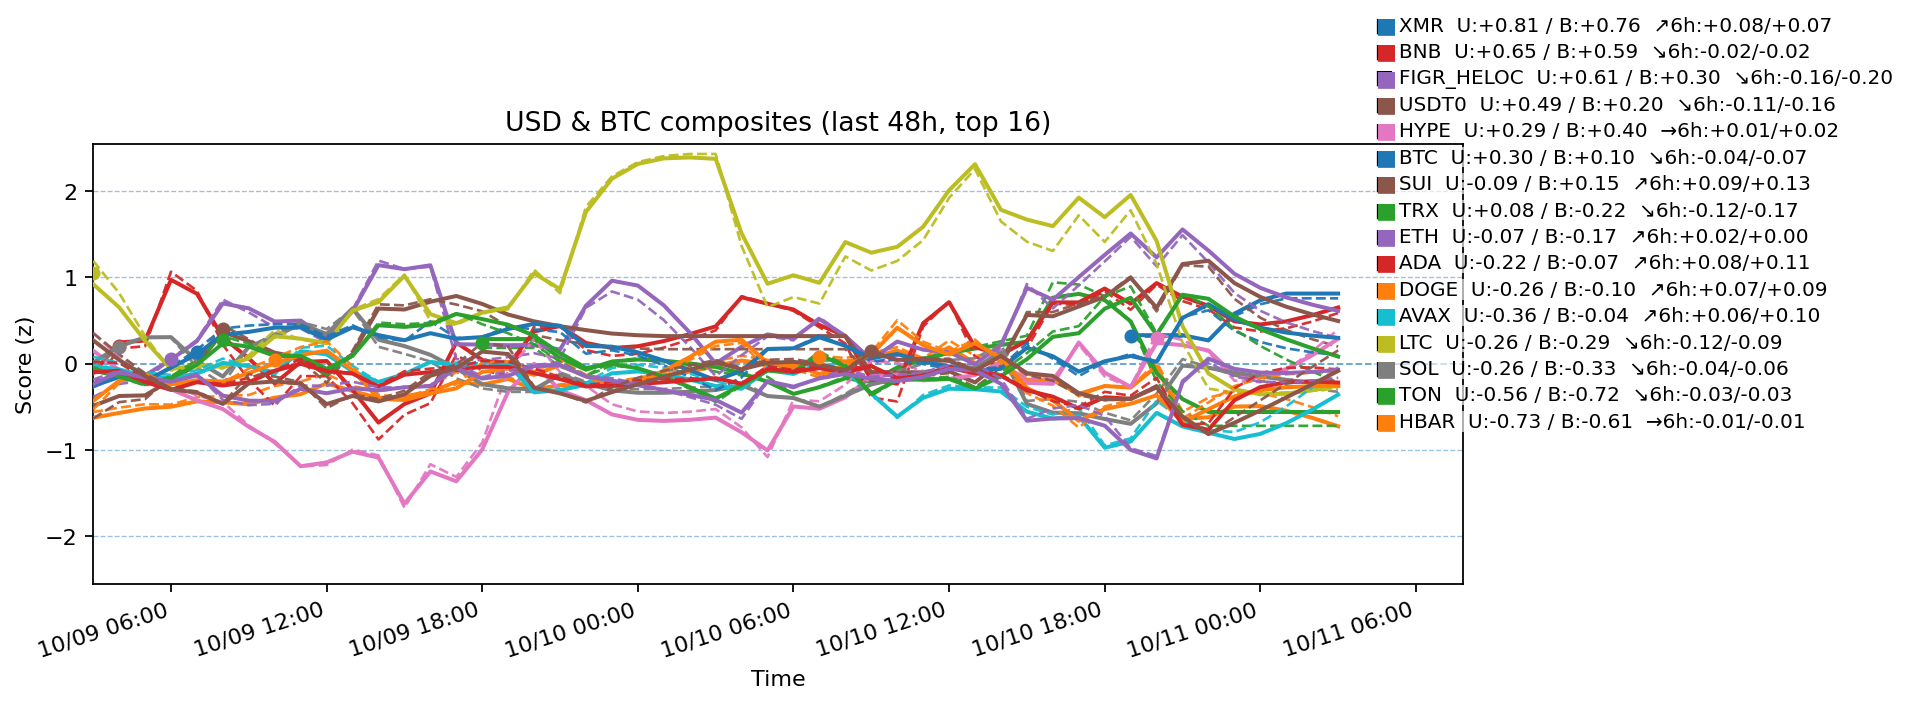 XMR U:+0.81 / B:+0.76 ↗6h:+0.08/+0.07
BNB U:+0.65 / B:+0.59 ↘6h:-0.02/-0.02
FIGR_HELOC U:+0.61 / B:+0.30 ↘6h:-0.16/-0.20
USDT0 U:+0.49 / B:+0.20 ↘6h:-0.11/-0.16
HYPE U:+0.29 / B:+0.40 →6h:+0.01/+0.02
BTC U:+0.30 / B:+0.10 ↘6h:-0.04/-0.07
SUI U:-0.09 / B:+0.15 ↗6h:+0.09/+0.13
TRX U:+0.08 / B:-0.22 ↘6h:-0.12/-0.17
ETH U:-0.07 / B:-0.17 ↗6h:+0.02/+0.00
ADA U:-0.22 / B:-0.07 ↗6h:+0.08/+0.11
DOGE U:-0.26 / B:-0.10 ↗6h:+0.07/+0.09
AVAX U:-0.36 / B:-0.04 ↗6h:+0.06/+0.10
LTC U:-0.26 / B:-0.29 ↘6h:-0.12/-0.09
SOL U:-0.26 / B:-0.33 ↘6h:-0.04/-0.06
TON U:-0.56 / B:-0.72 ↘6h:-0.03/-0.03
HBAR U:-0.73 / B:-0.61 →6h:-0.01/-0.01
USD & BTC composites (last 48h, top 16)
Score (z)
2
1
0
−1
−2
10/09 06:00
10/09 12:00
10/09 18:00
10/10 00:00
10/10 06:00
10/10 12:00
10/10 18:00
10/11 00:00
10/11 06:00
Time